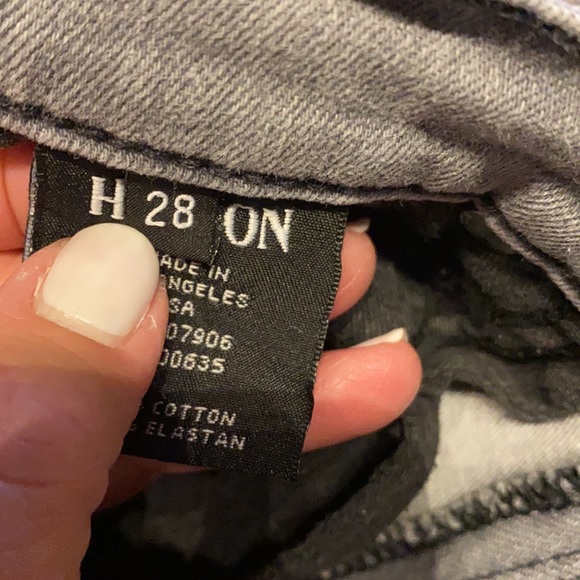 H 28 ON
ADE IN
NGELES
SA
07906
00635
COTTON
ELASTAN